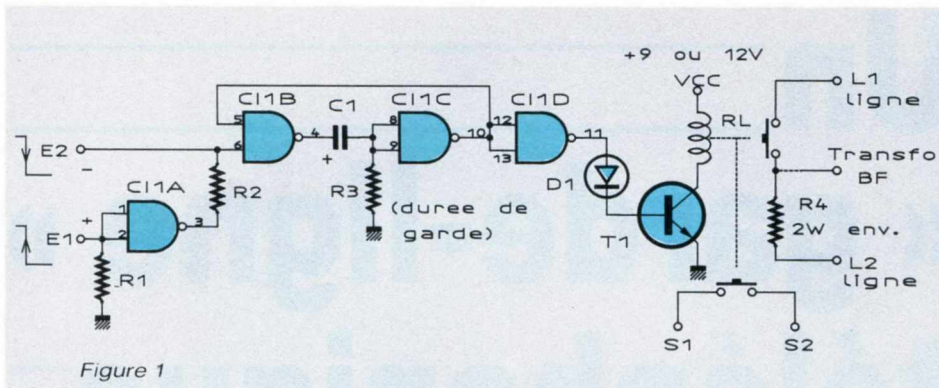 +9 ou 12V
VCC
L1
ligne
CI1B
C1
CI1C
CI1D
RL
5
6
4
+
8
9
10
12
13
11
E2
-
Transfo
BF
R2
R3
D1
CI1A
(duree de
garde)
T1
R4
2W env.
+
1
2
3
E1
R1
L2
ligne
S1
S2
Figure 1